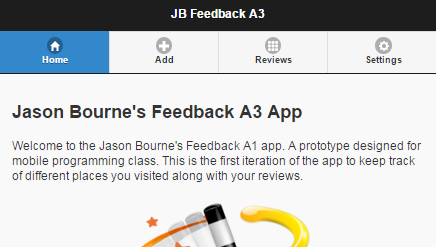 JB Feedback A3
Home Add Reviews Settings
Jason Bourne's Feedback A3 App
Welcome to the Jason Bourne's Feedback A1 app. A prototype designed for
mobile programming class. This is the first iteration of the app to keep track
of different places you visited along with your reviews.